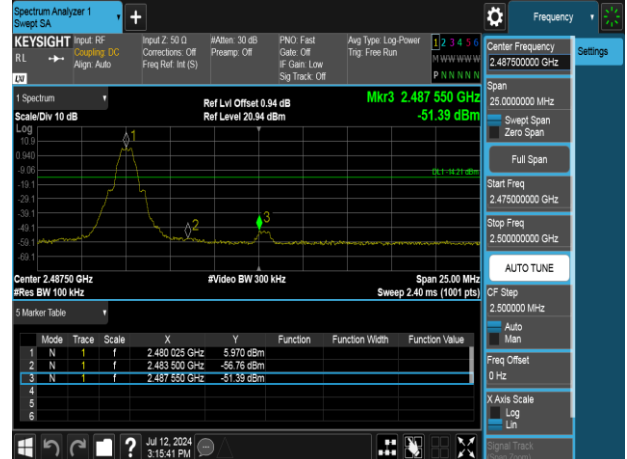 Spectrum Analyzer 1
Swept SA
+
Frequency
KEYSIGHT
RL
LXI
Input: RF
Coupling: DC
Align: Auto
Input Z: 50 Ω
Corrections: Off
Freq Ref: Int (S)
#Atten: 30 dB
Preamp: Off
PNO: Fast
Gate: Off
IF Gain: Low
Sig Track: Off
Avg Type: Log-Power
Trig: Free Run
1 2 3 4 5 6
M W W W W W
P N N N N N
Center Frequency
2.487500000 GHz
Settings
Span
25.0000000 MHz
Swept Span
Zero Span
Full Span
Start Freq
2.475000000 GHz
Stop Freq
2.500000000 GHz
AUTO TUNE
CF Step
2.500000 MHz
Auto
Man
Freq Offset
0 Hz
X Axis Scale
Log
Lin
Signal Track
(Span Zoom)
1 Spectrum
Scale/Div 10 dB
Ref Lvl Offset 0.94 dB
Ref Level 20.94 dBm
Mkr3 2.487 550 GHz
-51.39 dBm
Log
10.9
0.940
-9.06
-19.1
-29.1
-39.1
-49.1
-59.1
-69.1
1
2
3
DL1 -14.21 dBm
Center 2.48750 GHz
#Res BW 100 kHz
#Video BW 300 kHz
Span 25.00 MHz
Sweep 2.40 ms (1001 pts)
5 Marker Table
Mode Trace Scale X Y Function Function Width Function Value
1 N 1 f 2.480 025 GHz 5.970 dBm
2 N 1 f 2.483 500 GHz -56.76 dBm
3 N 1 f 2.487 550 GHz -51.39 dBm
4
5
6
?
Jul 12, 2024
3:15:41 PM